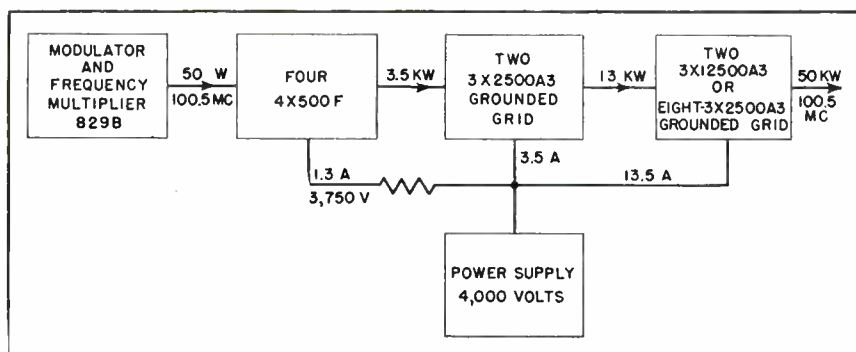 MODULATOR
AND
FREQUENCY
MULTIPLIER
829B
50 W
100.5 MC
FOUR
4X500F
3.5 KW
TWO
3X2500A3
GROUNDED
GRID
13 KW
TWO
3X12500A3
OR
EIGHT-3X2500A3
GROUNDED GRID
50 KW
100.5
MC
1.3 A
3,750 V
3.5 A
13.5 A
POWER SUPPLY
4,000 VOLTS